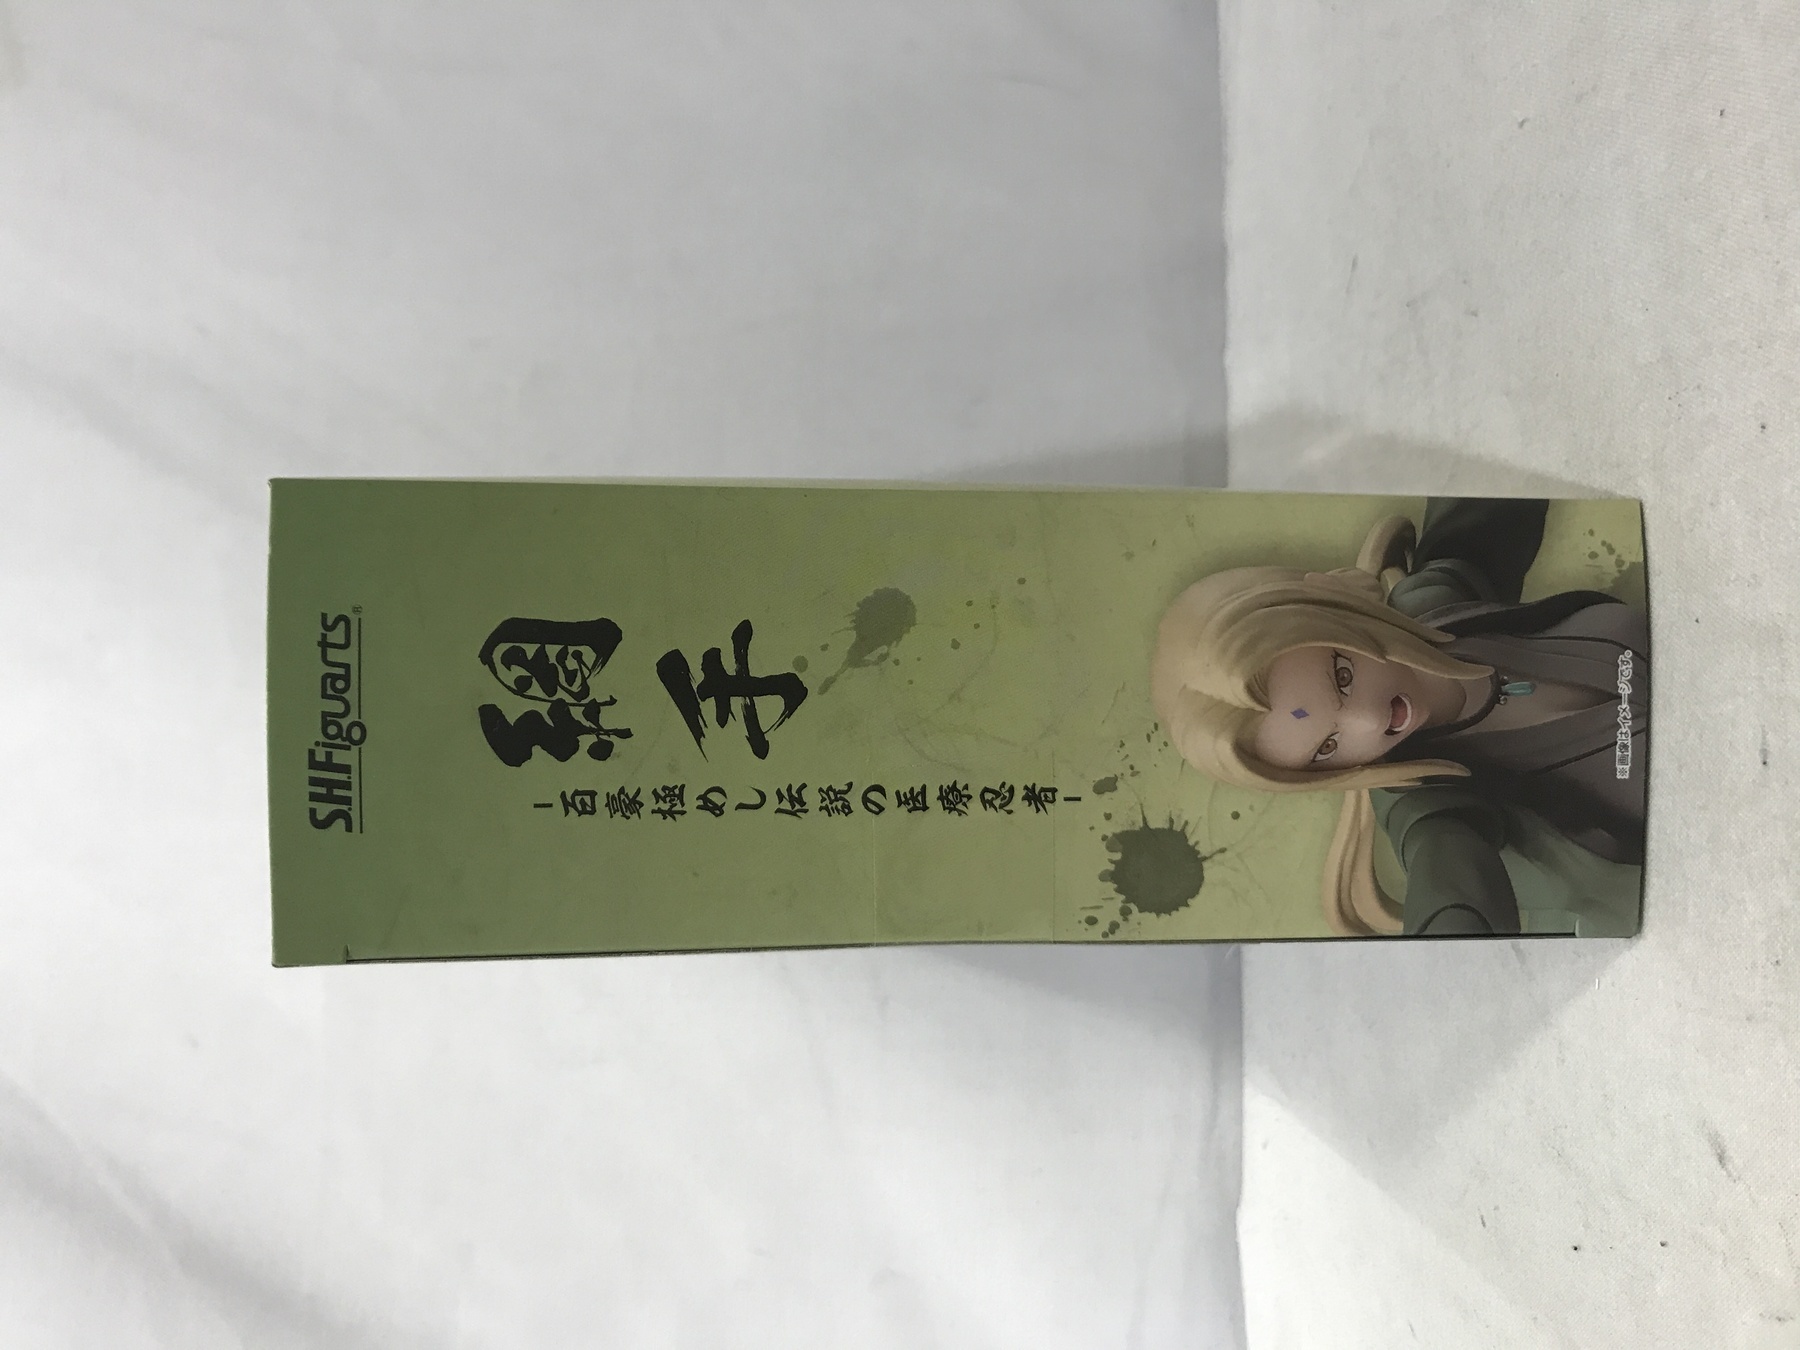 S.H.Figuarts®
綱手
-百豪極めし伝説の医療忍者-
※画像はイメージです。